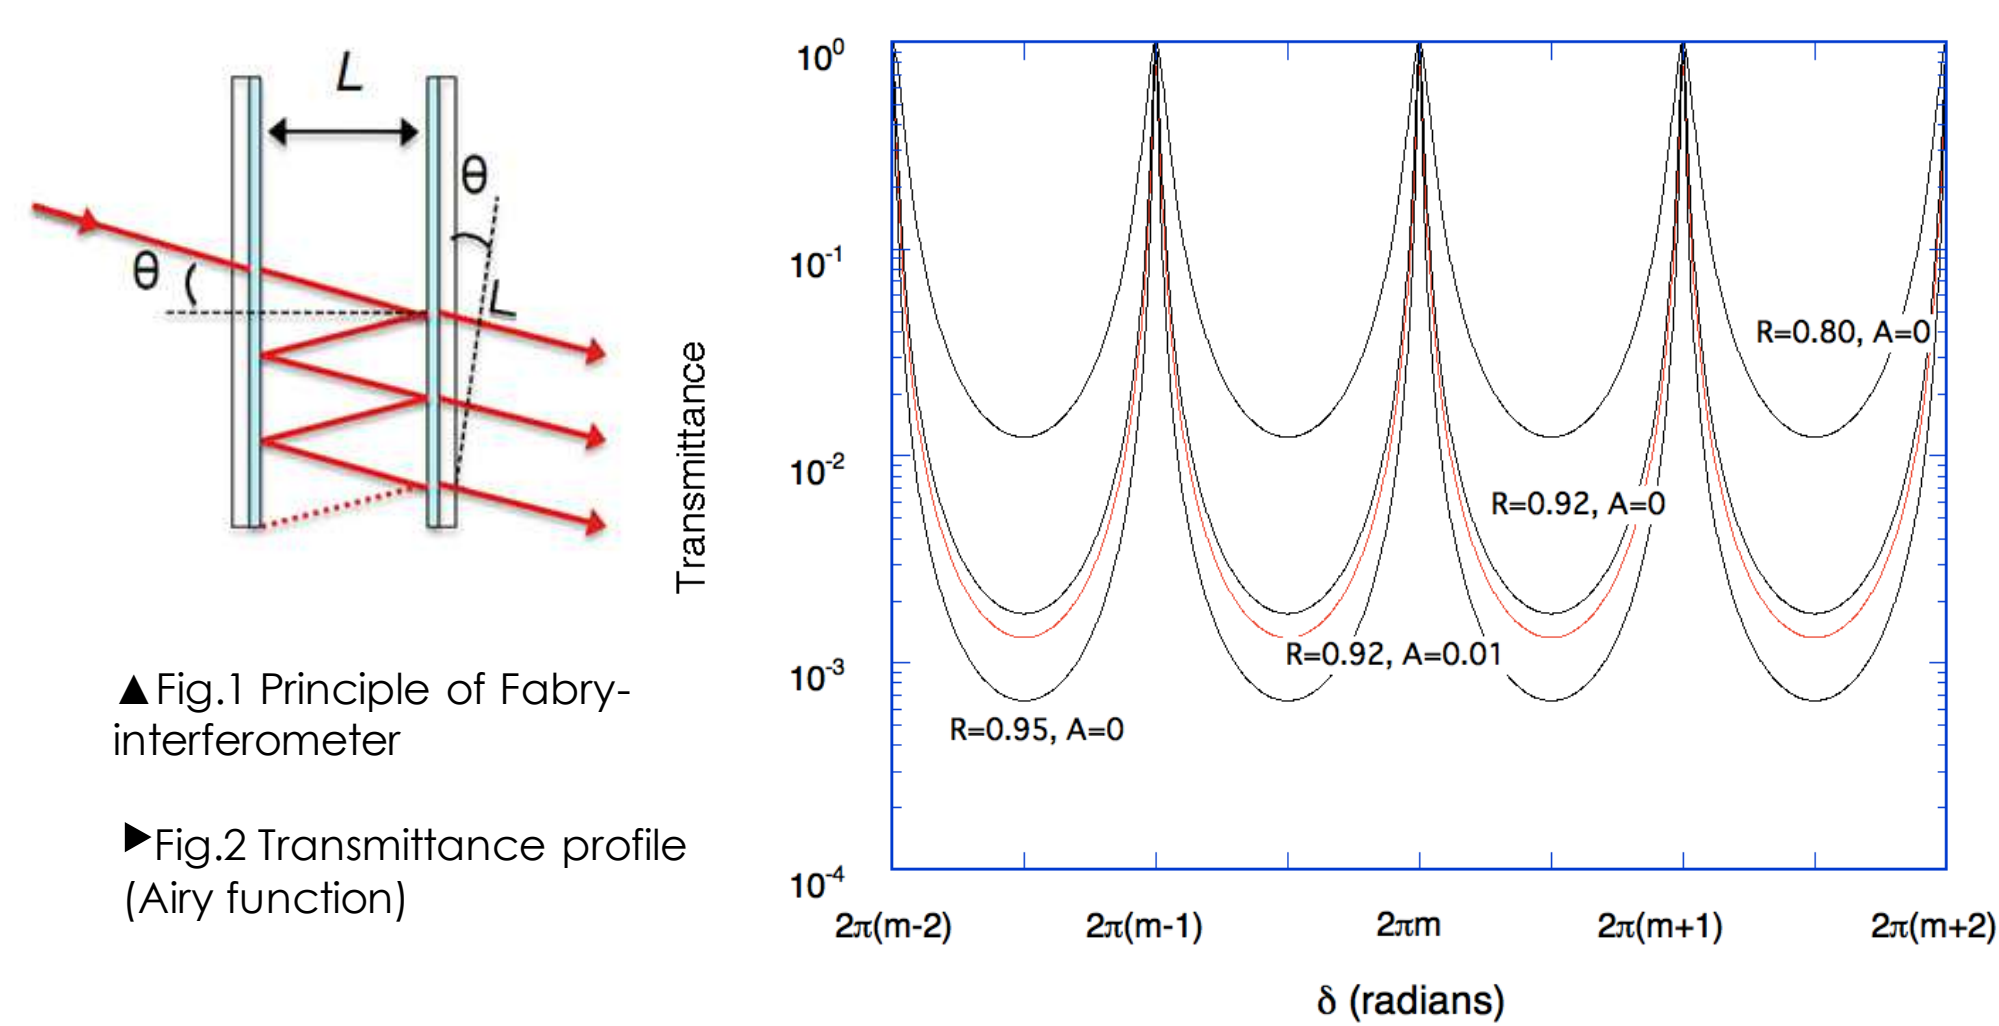 L
θ
θ
L
▲Fig.1 Principle of Fabry-
interferometer
▶Fig.2 Transmittance profile
(Airy function)
Transmittance
10⁰
10⁻¹
10⁻²
10⁻³
10⁻⁴
R=0.80, A=0
R=0.92, A=0
R=0.92, A=0.01
R=0.95, A=0
2π(m-2) 2π(m-1) 2πm 2π(m+1) 2π(m+2)
δ (radians)